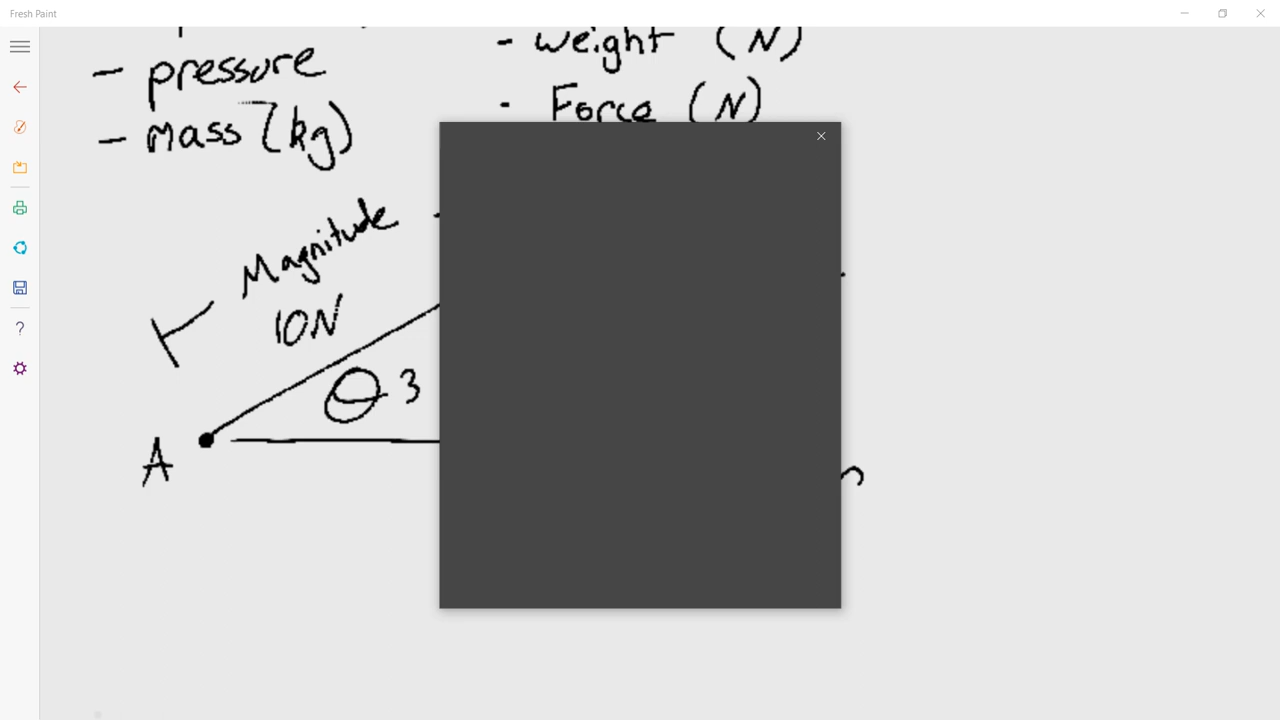 Fresh Paint
- pressure
- mass (kg)
- weight (N)
- Force (N)
Magnitude
10N
θ 3
A